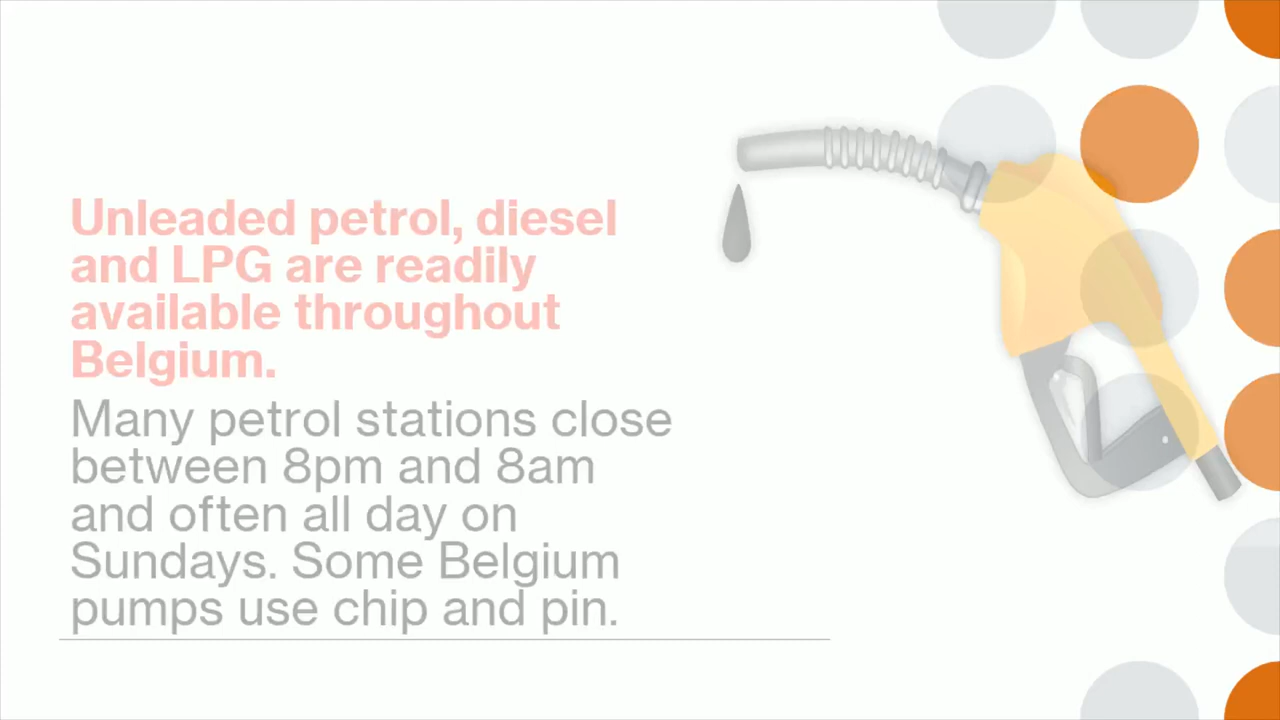 Unleaded petrol, diesel
and LPG are readily
available throughout
Belgium.
Many petrol stations close
between 8pm and 8am
and often all day on
Sundays. Some Belgium
pumps use chip and pin.